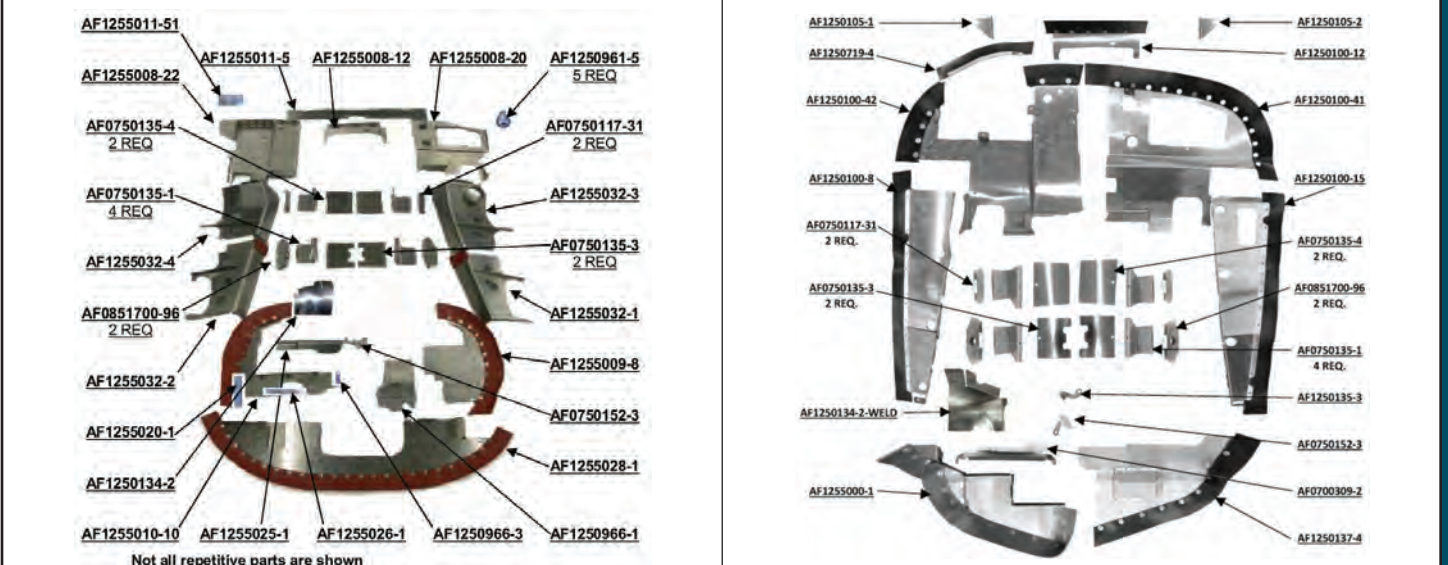 AF1255011-51
AF1255011-5
AF1255008-12
AF1255008-20
AF1250961-5
5 REQ
AF1255008-22
AF0750135-4
2 REQ
AF0750117-31
2 REQ
AF0750135-1
4 REQ
AF1255032-3
AF1255032-4
AF0750135-3
2 REQ
AF0851700-96
2 REQ
AF1255032-1
AF1255032-2
AF1255009-8
AF1255020-1
AF0750152-3
AF1250134-2
AF1255028-1
AF1255010-10
AF1255025-1
AF1255026-1
AF1250966-3
AF1250966-1
Not all repetitive parts are shown
AF1250105-1
AF1250105-2
AF1250719-4
AF1250100-12
AF1250100-42
AF1250100-41
AF1250100-8
AF1250100-15
AF0750117-31
2 REQ.
AF0750135-4
2 REQ.
AF0750135-3
2 REQ.
AF0851700-96
2 REQ.
AF0750135-1
4 REQ.
AF1250135-3
AF1250134-2-WELD
AF0750152-3
AF1255000-1
AF0700309-2
AF1250137-4